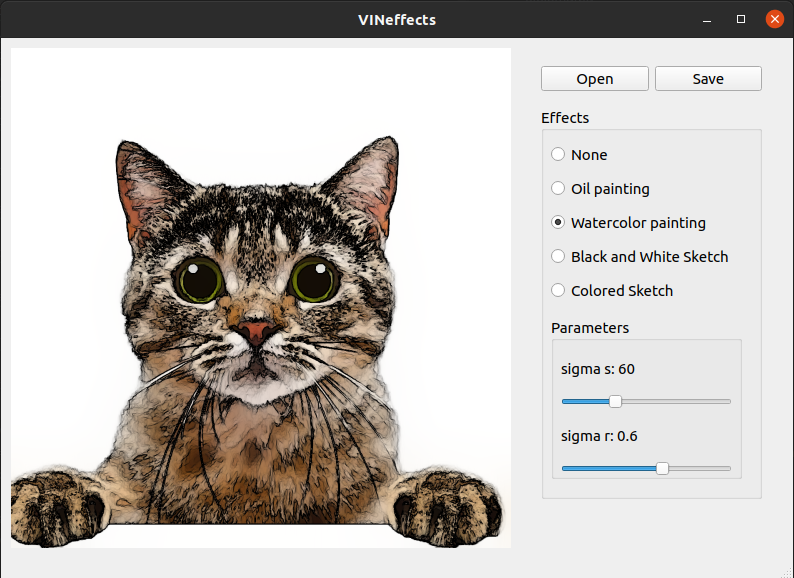 VINeffects
Open
Save
Effects
None
Oil painting
Watercolor painting
Black and White Sketch
Colored Sketch
Parameters
sigma s: 60
sigma r: 0.6